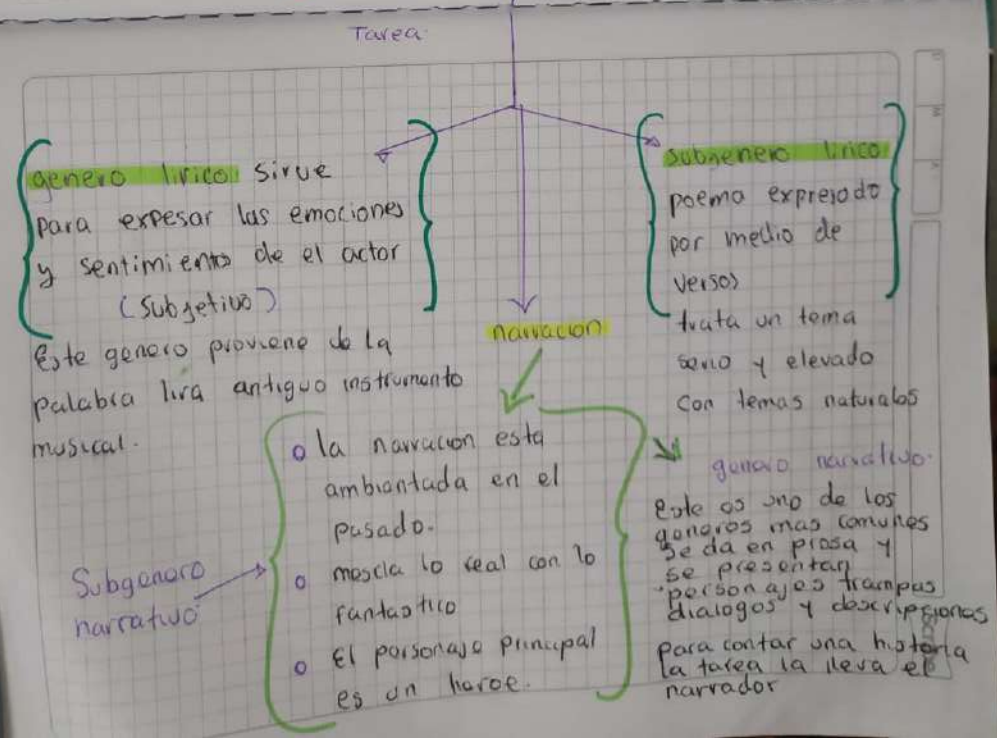 Tarea
genero lirico: sirve
para expesar las emociones
y sentimiento de el actor
(Subjetivo)
Este genero proviene de la
palabra lira antiguo instrumento
musical.
subgenero lirico
poema expresado
por medio de
versos
trata un tema
serio y elevado
con temas naturales
narracion
Subgenero
narrativo
o la narracion esta
ambientada en el
pasado.
o mescla lo real con lo
fantastico
o El personaje principal
es un haroe.
genero narrativo.
Este es uno de los
generos mas comunes
se da en prosa y
se presentan
personajes trampas
dialogos y descripsiones
para contar una historia
la tarea la lleva el
narrador